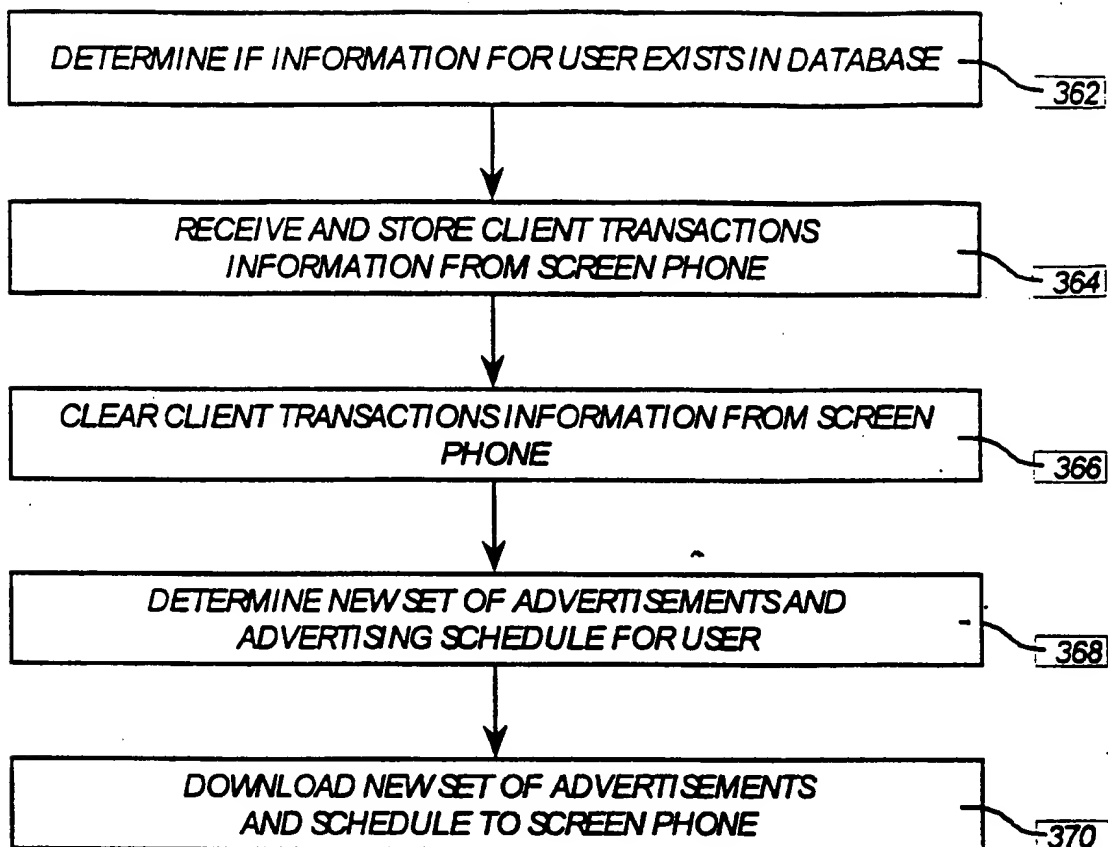 DETERMINE IF INFORMATION FOR USER EXISTS IN DATABASE
362
RECEIVE AND STORE CLIENT TRANSACTIONS
INFORMATION FROM SCREEN PHONE
364
CLEAR CLIENT TRANSACTIONS INFORMATION FROM SCREEN
PHONE
366
DETERMINE NEW SET OF ADVERTISEMENTS AND
ADVERTISING SCHEDULE FOR USER
368
DOWNLOAD NEW SET OF ADVERTISEMENTS
AND SCHEDULE TO SCREEN PHONE
370